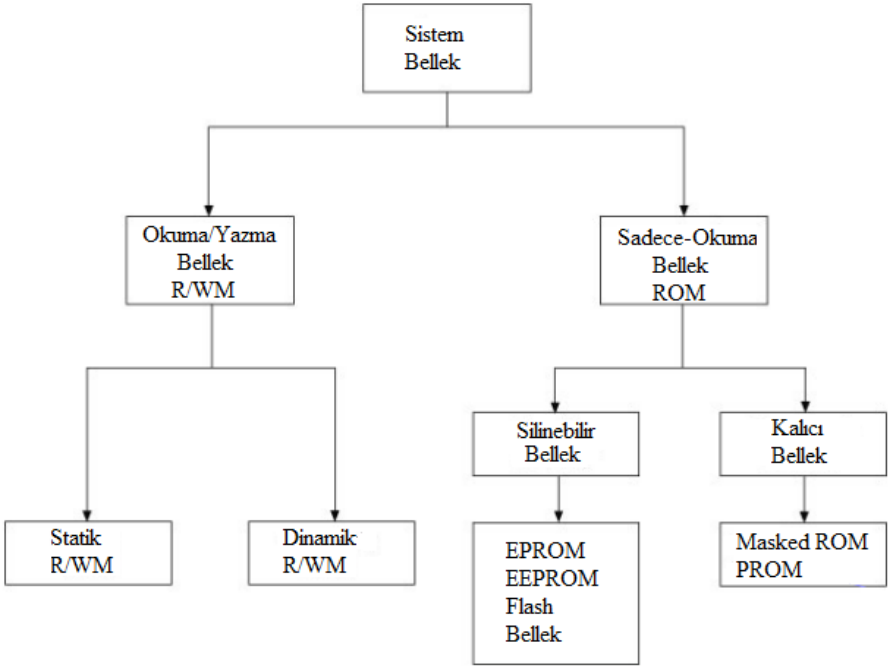 Sistem
Bellek
Okuma/Yazma
Bellek
R/WM
Sadece-Okuma
Bellek
ROM
Silinebilir
Bellek
Kalıcı
Bellek
Statik
R/WM
Dinamik
R/WM
EPROM
EEPROM
Flash
Bellek
Masked ROM
PROM